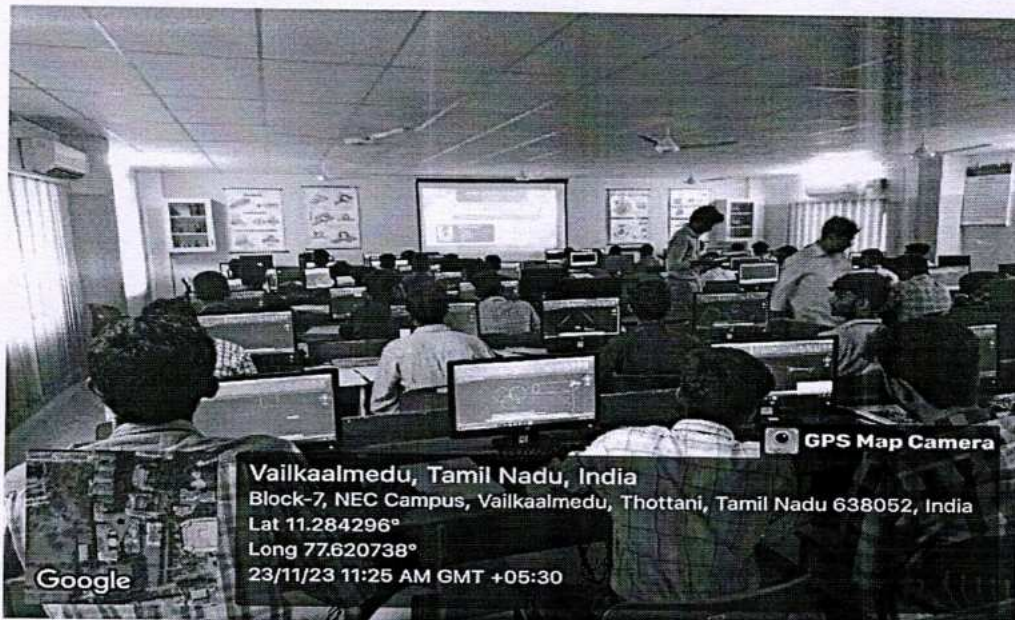 GPS Map Camera
Vailkaalmedu, Tamil Nadu, India
Block-7, NEC Campus, Vailkaalmedu, Thottani, Tamil Nadu 638052, India
Lat 11.284296°
Long 77.620738°
23/11/23 11:25 AM GMT +05:30
Google